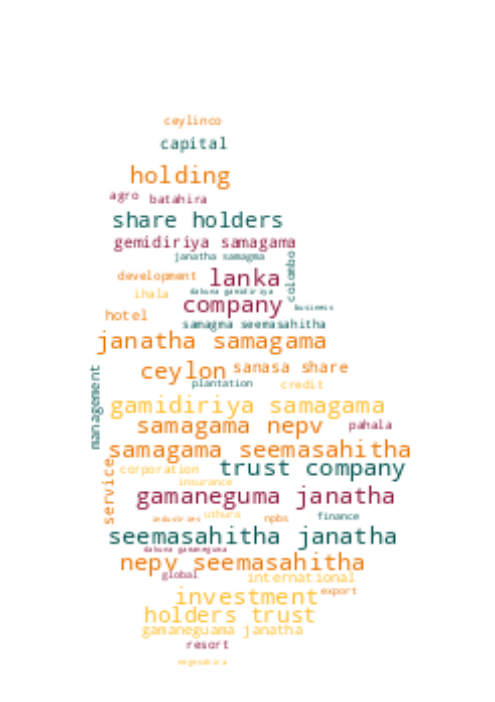 ceylinco
capital
holding
agro batahira
share holders
gemidiriya samagama
janatha samagma
colombo
development lanka
ihala dakuna gamidiriya
company business
hotel
samagma seemasahitha
janatha samagama
ceylon sanasa share
management
plantation credit
gamidiriya samagama
samagama nepv pahala
samagama seemasahitha
service
corporation trust company
insurance
gamaneguma janatha
uthura
industries npbs finance
seemasahitha janatha
dakuna gamaneguma
nepv seemasahitha
global international
investment export
holders trust
gamaneguama janatha
resort
negenahira